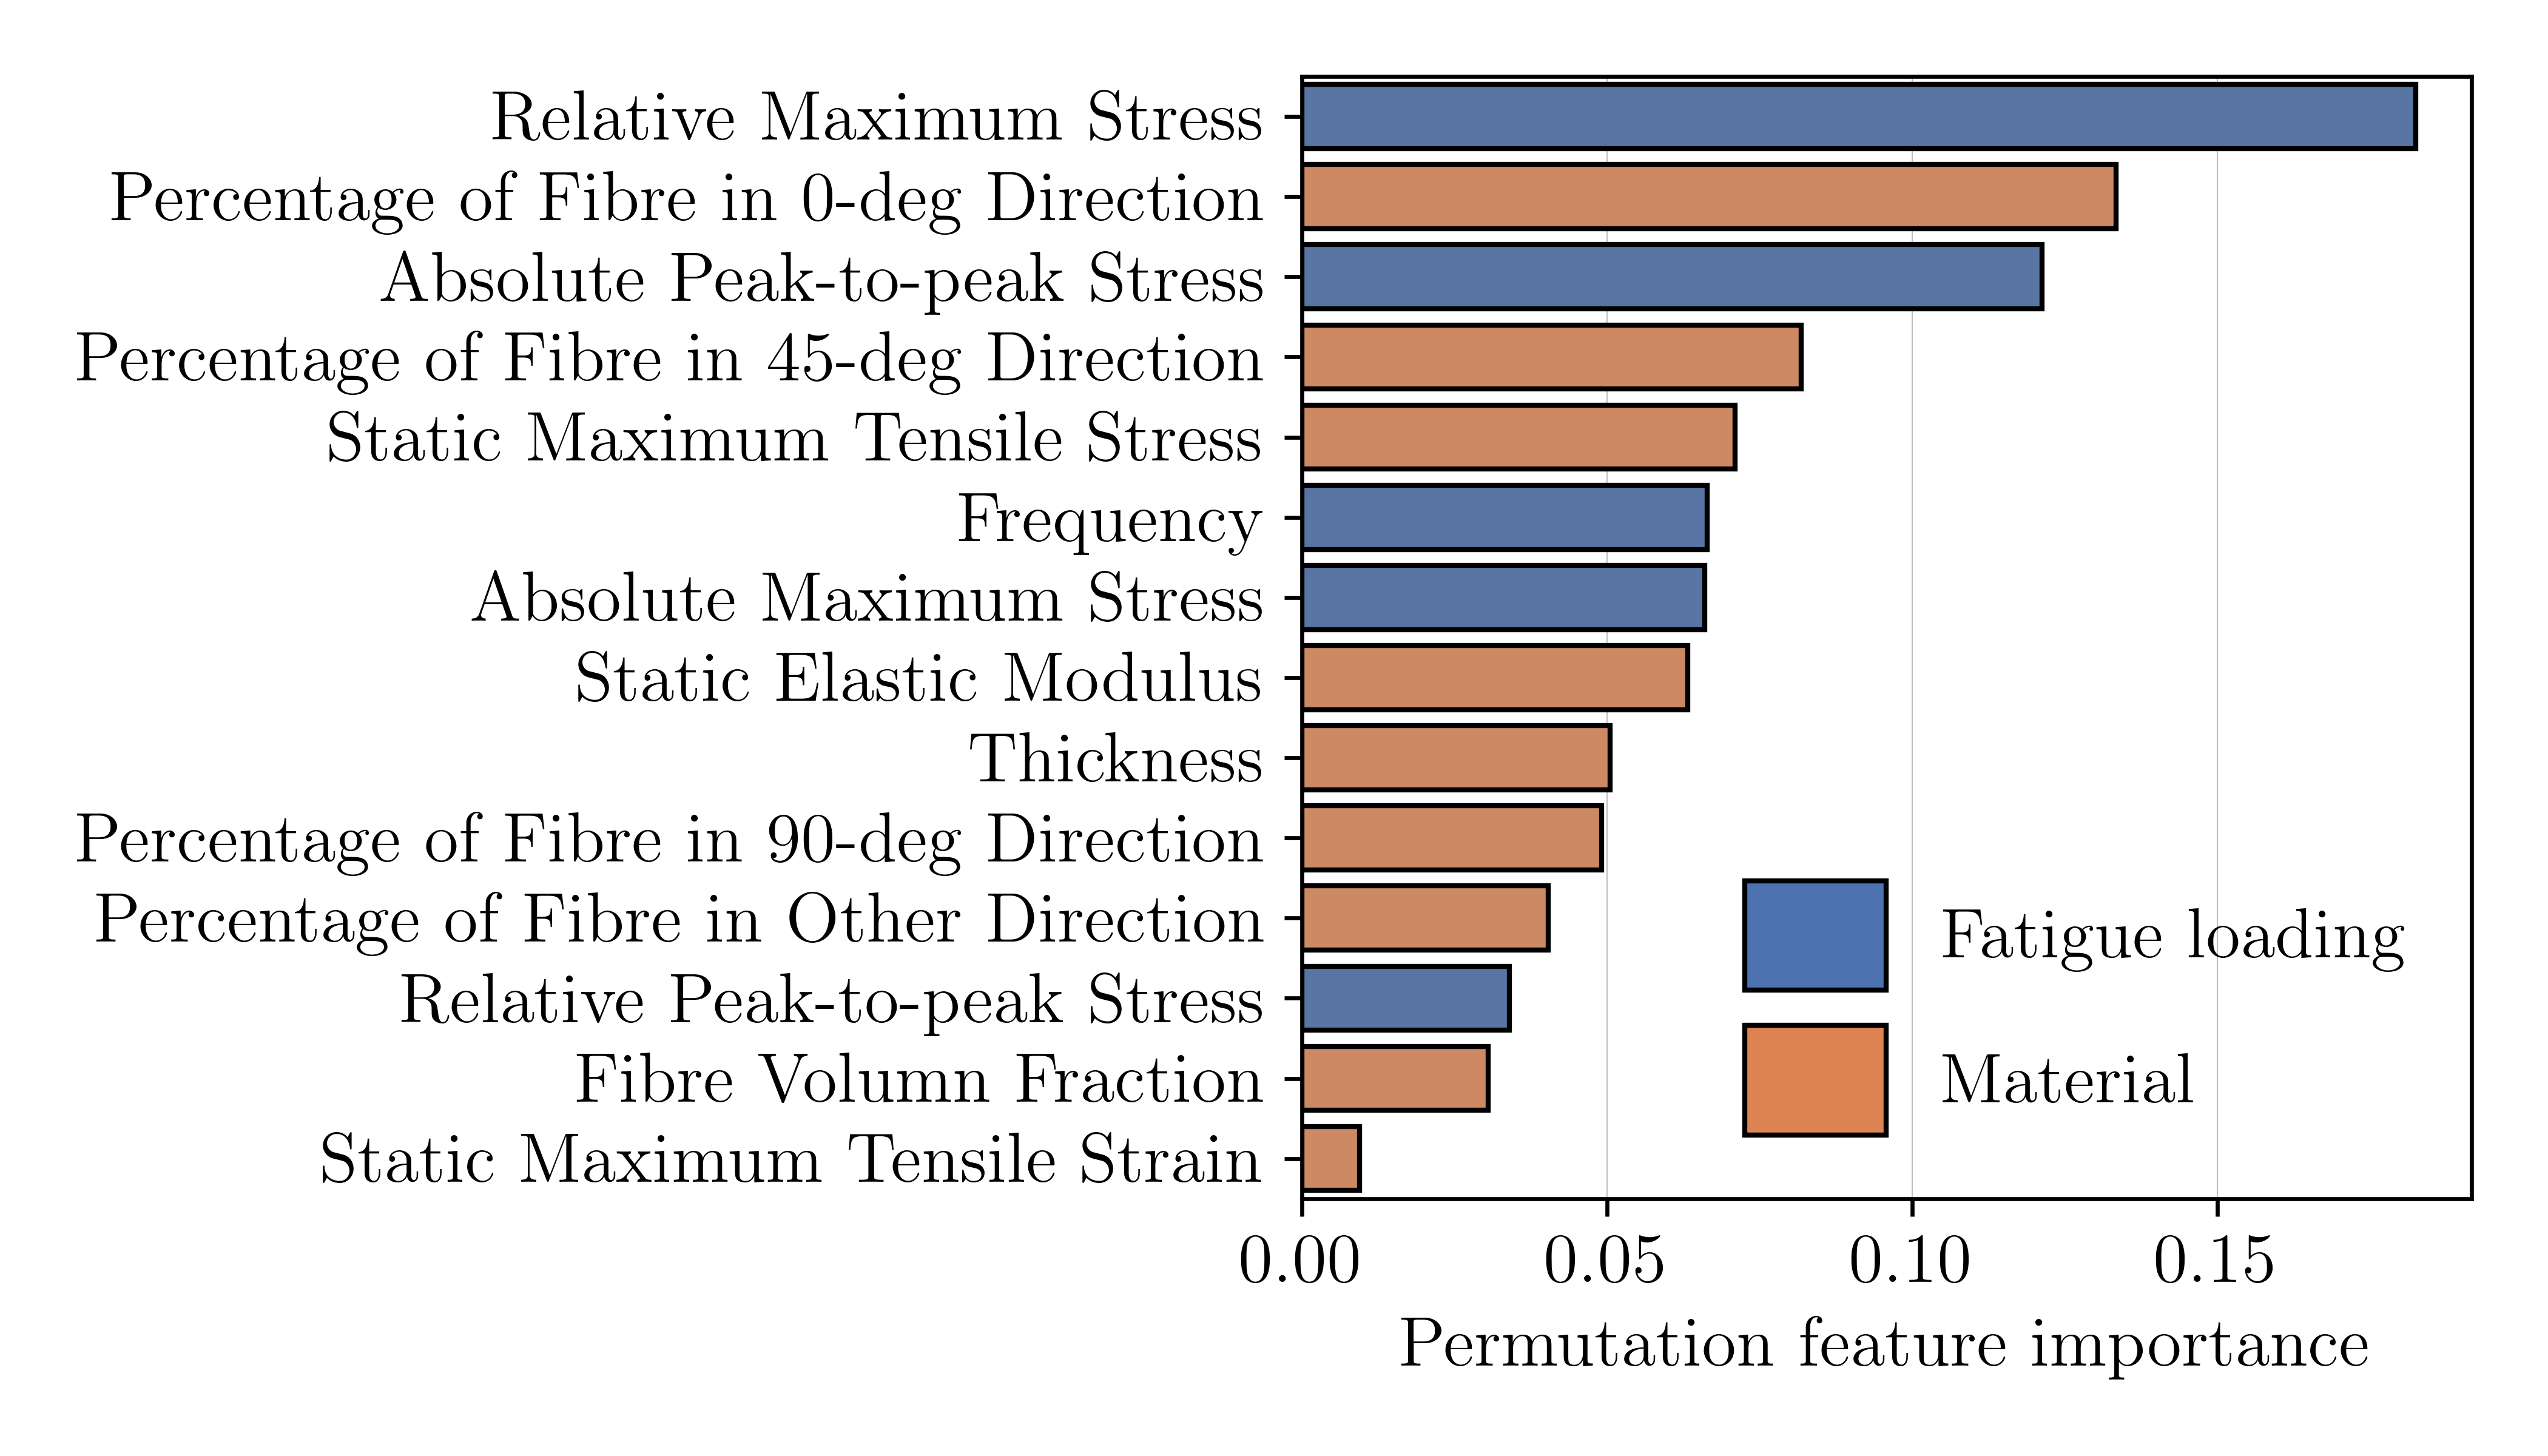 Relative Maximum Stress
Percentage of Fibre in 0-deg Direction
Absolute Peak-to-peak Stress
Percentage of Fibre in 45-deg Direction
Static Maximum Tensile Stress
Frequency
Absolute Maximum Stress
Static Elastic Modulus
Thickness
Percentage of Fibre in 90-deg Direction
Percentage of Fibre in Other Direction
Relative Peak-to-peak Stress
Fibre Volumn Fraction
Static Maximum Tensile Strain
Fatigue loading
Material
0.00 0.05 0.10 0.15
Permutation feature importance